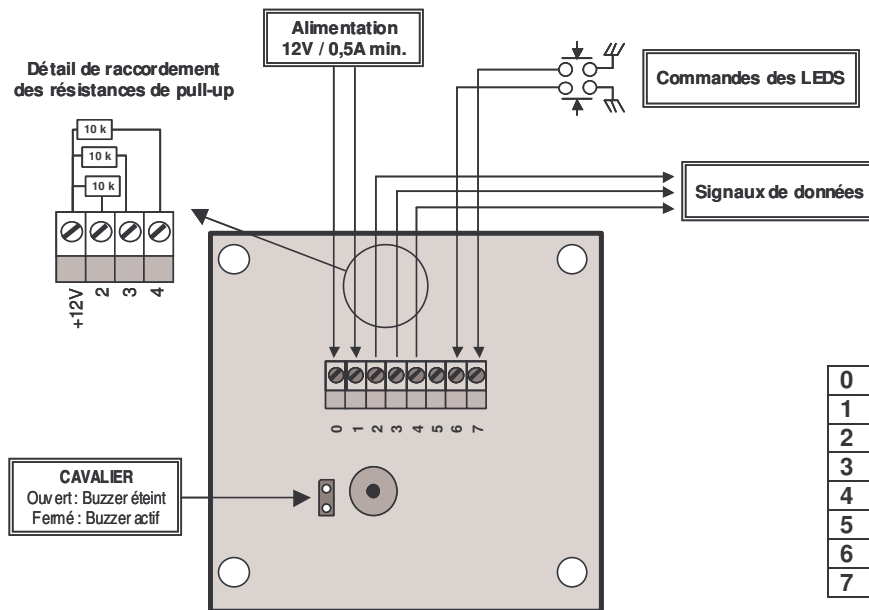 Alimentation
12V / 0,5A min.
Commandes des LEDS
Détail de raccordement
des résistances de pull-up
10 k
10 k
10 k
Signaux de données
+12V
2
3
4
0
1
2
3
4
5
6
7
CAVALIER
Ouvert : Buzzer éteint
Fermé : Buzzer actif
0
1
2
3
4
5
6
7